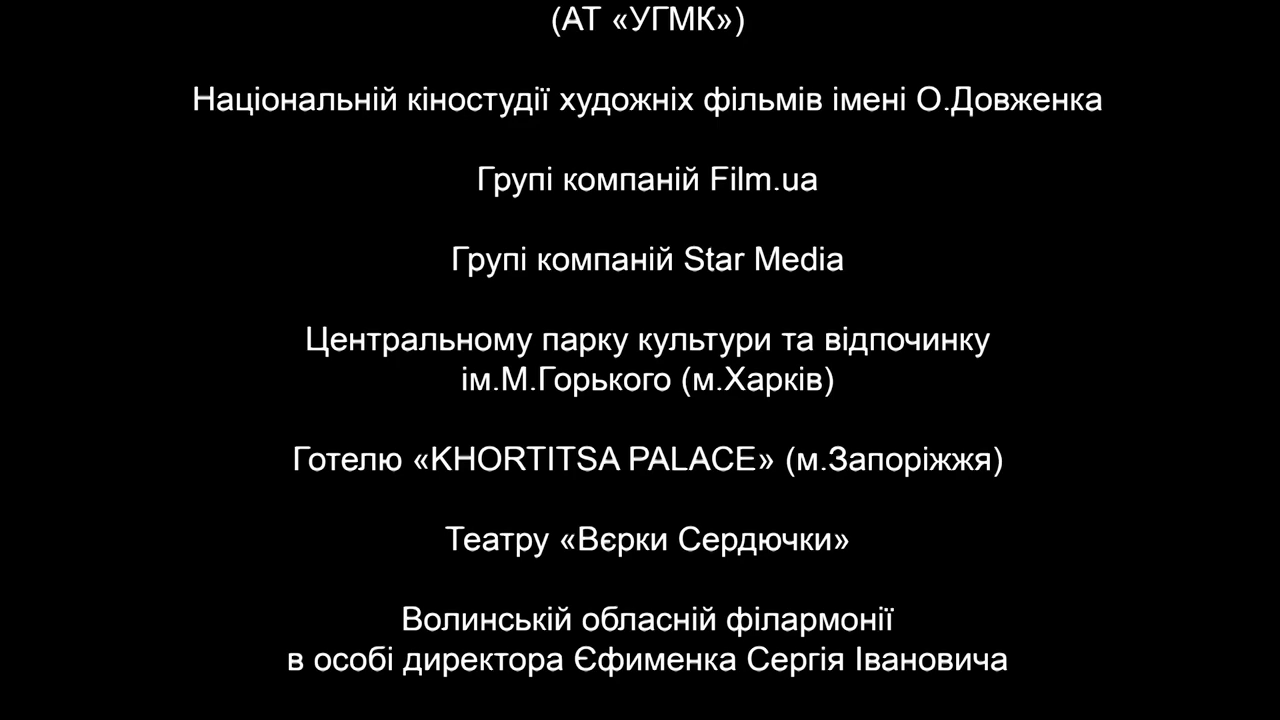 (АТ «УГМК»)
Національній кіностудії художніх фільмів імені О.Довженка
Групі компаній Film.ua
Групі компаній Star Media
Центральному парку культури та відпочинку
ім.М.Горького (м.Харків)
Готелю «KHORTITSA PALACE» (м.Запоріжжя)
Театру «Вєрки Сердючки»
Волинській обласній філармонії
в особі директора Єфименка Сергія Івановича